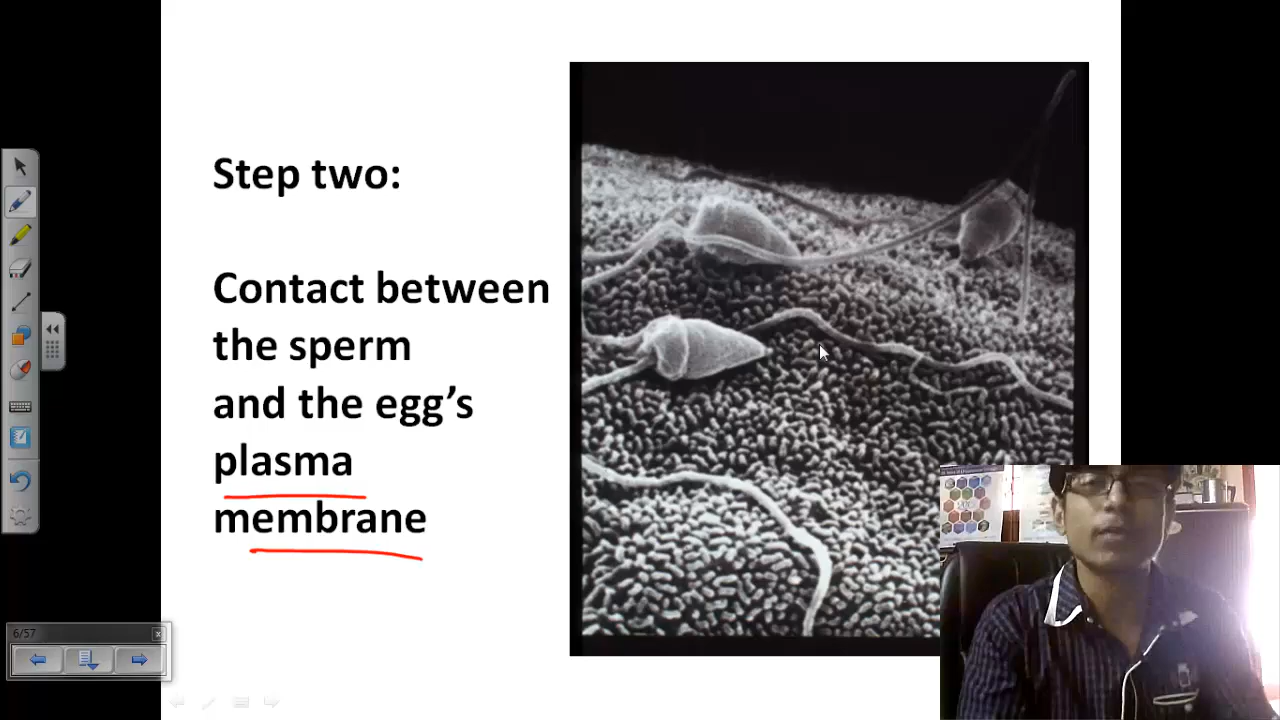 Step two:
Contact between
the sperm
and the egg’s
plasma
membrane
6/57